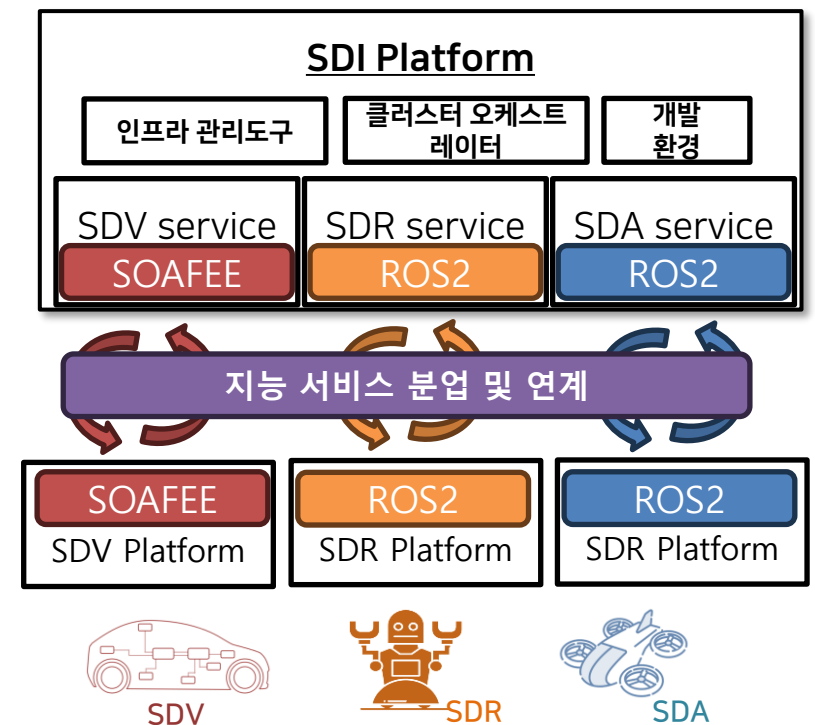 SDI Platform
인프라 관리도구
클러스터 오케스트
레이터
개발
환경
SDV service
SDR service
SDA service
SOAFEE
ROS2
ROS2
지능 서비스 분업 및 연계
SOAFEE
ROS2
ROS2
SDV Platform
SDR Platform
SDR Platform
SDV
SDR
SDA